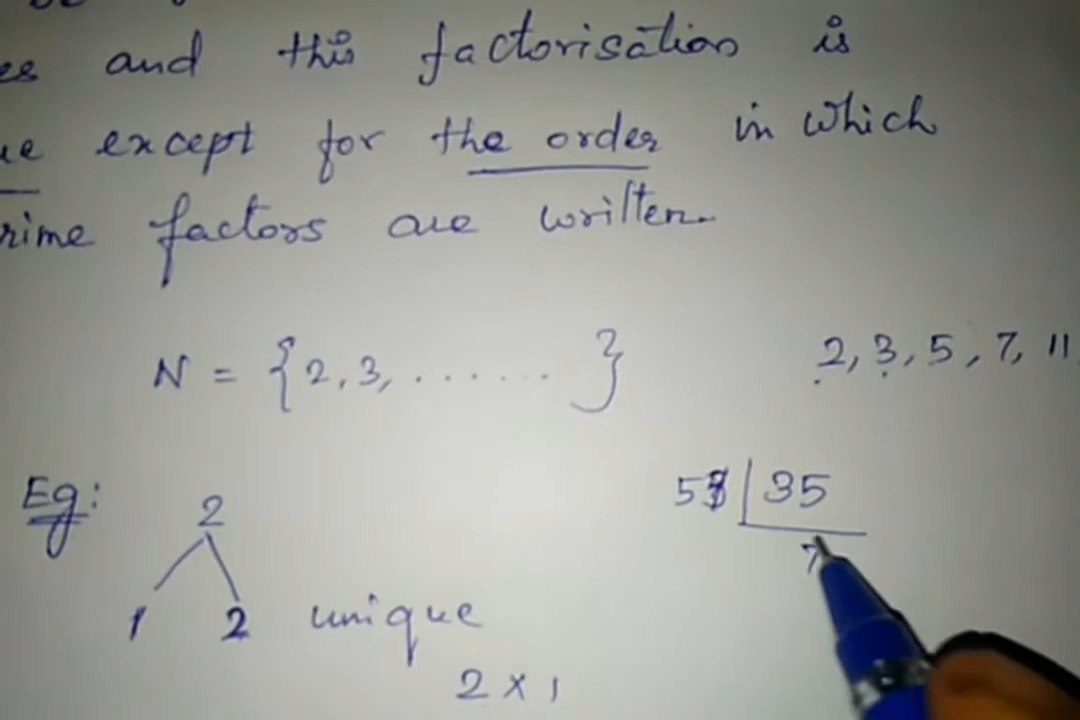 and this factorisation is
except for the order in which
factors are written.
N = {2, 3, ....... }
2, 3, 5, 7, 11
Eg:
2
1 2 unique
2 x 1
5 | 35
7